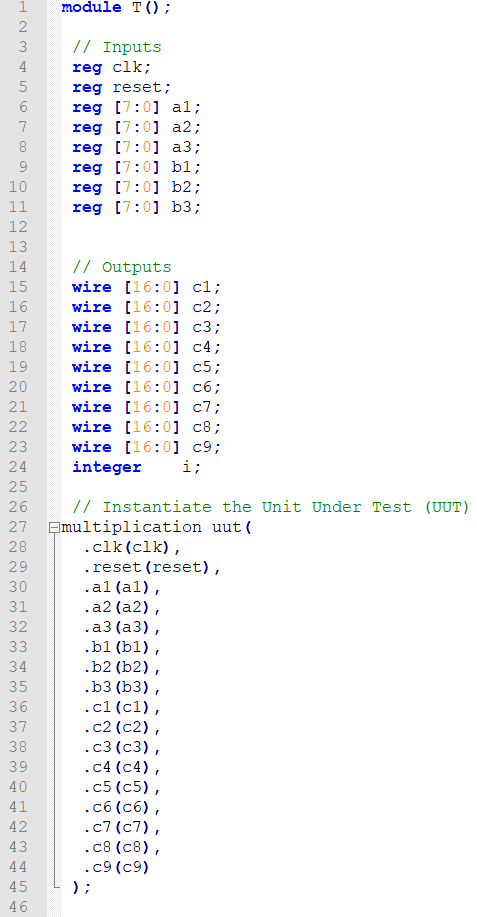 1 module T();
2
3 // Inputs
4 reg clk;
5 reg reset;
6 reg [7:0] a1;
7 reg [7:0] a2;
8 reg [7:0] a3;
9 reg [7:0] b1;
10 reg [7:0] b2;
11 reg [7:0] b3;
12
13
14 // Outputs
15 wire [16:0] c1;
16 wire [16:0] c2;
17 wire [16:0] c3;
18 wire [16:0] c4;
19 wire [16:0] c5;
20 wire [16:0] c6;
21 wire [16:0] c7;
22 wire [16:0] c8;
23 wire [16:0] c9;
24 integer    i;
25
26 // Instantiate the Unit Under Test (UUT)
27 multiplication uut(
28 .clk(clk),
29 .reset(reset),
30 .a1(a1),
31 .a2(a2),
32 .a3(a3),
33 .b1(b1),
34 .b2(b2),
35 .b3(b3),
36 .c1(c1),
37 .c2(c2),
38 .c3(c3),
39 .c4(c4),
40 .c5(c5),
41 .c6(c6),
42 .c7(c7),
43 .c8(c8),
44 .c9(c9)
45 );
46